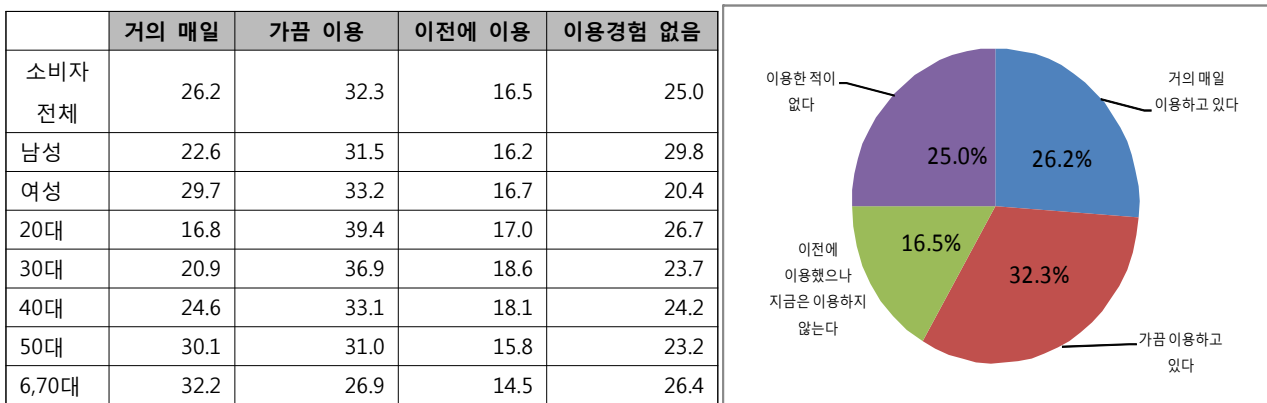 거의 매일 가끔 이용 이전에 이용 이용경험 없음
소비자
전체 26.2 32.3 16.5 25.0
남성 22.6 31.5 16.2 29.8
여성 29.7 33.2 16.7 20.4
20대 16.8 39.4 17.0 26.7
30대 20.9 36.9 18.6 23.7
40대 24.6 33.1 18.1 24.2
50대 30.1 31.0 15.8 23.2
6,70대 32.2 26.9 14.5 26.4
이용한 적이
없다
거의 매일
이용하고 있다
25.0%
26.2%
16.5%
32.3%
이전에
이용했으나
지금은 이용하지
않는다
가끔 이용하고
있다